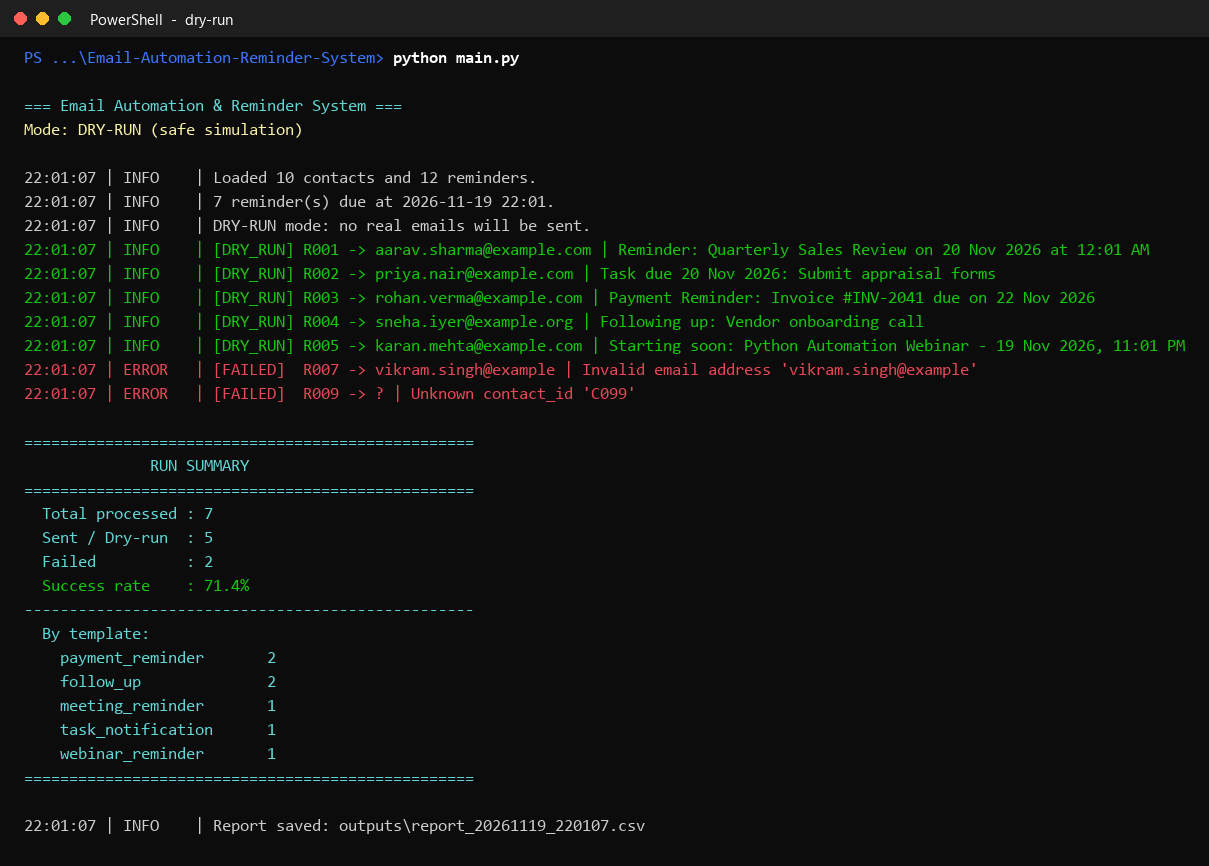 PowerShell - dry-run
PS ...\Email-Automation-Reminder-System> python main.py
=== Email Automation & Reminder System ===
Mode: DRY-RUN (safe simulation)
22:01:07 | INFO    | Loaded 10 contacts and 12 reminders.
22:01:07 | INFO    | 7 reminder(s) due at 2026-11-19 22:01.
22:01:07 | INFO    | DRY-RUN mode: no real emails will be sent.
22:01:07 | INFO    | [DRY_RUN] R001 -> aarav.sharma@example.com | Reminder: Quarterly Sales Review on 20 Nov 2026 at 12:01 AM
22:01:07 | INFO    | [DRY_RUN] R002 -> priya.nair@example.com | Task due 20 Nov 2026: Submit appraisal forms
22:01:07 | INFO    | [DRY_RUN] R003 -> rohan.verma@example.com | Payment Reminder: Invoice #INV-2041 due on 22 Nov 2026
22:01:07 | INFO    | [DRY_RUN] R004 -> sneha.iyer@example.org | Following up: Vendor onboarding call
22:01:07 | INFO    | [DRY_RUN] R005 -> karan.mehta@example.com | Starting soon: Python Automation Webinar - 19 Nov 2026, 11:01 PM
22:01:07 | ERROR   | [FAILED]  R007 -> vikram.singh@example | Invalid email address 'vikram.singh@example'
22:01:07 | ERROR   | [FAILED]  R009 -> ? | Unknown contact_id 'C099'
==================================================
RUN SUMMARY
==================================================
Total processed : 7
Sent / Dry-run  : 5
Failed          : 2
Success rate    : 71.4%
--------------------------------------------------
By template:
payment_reminder       2
follow_up              2
meeting_reminder       1
task_notification      1
webinar_reminder       1
==================================================
22:01:07 | INFO    | Report saved: outputs\report_20261119_220107.csv